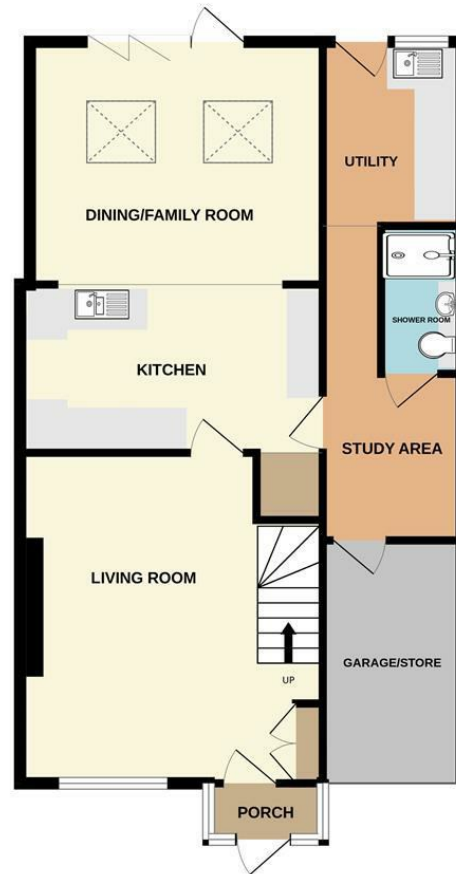 UTILITY
DINING/FAMILY ROOM
SHOWER ROOM
KITCHEN
STUDY AREA
LIVING ROOM
GARAGE/STORE
UP
PORCH